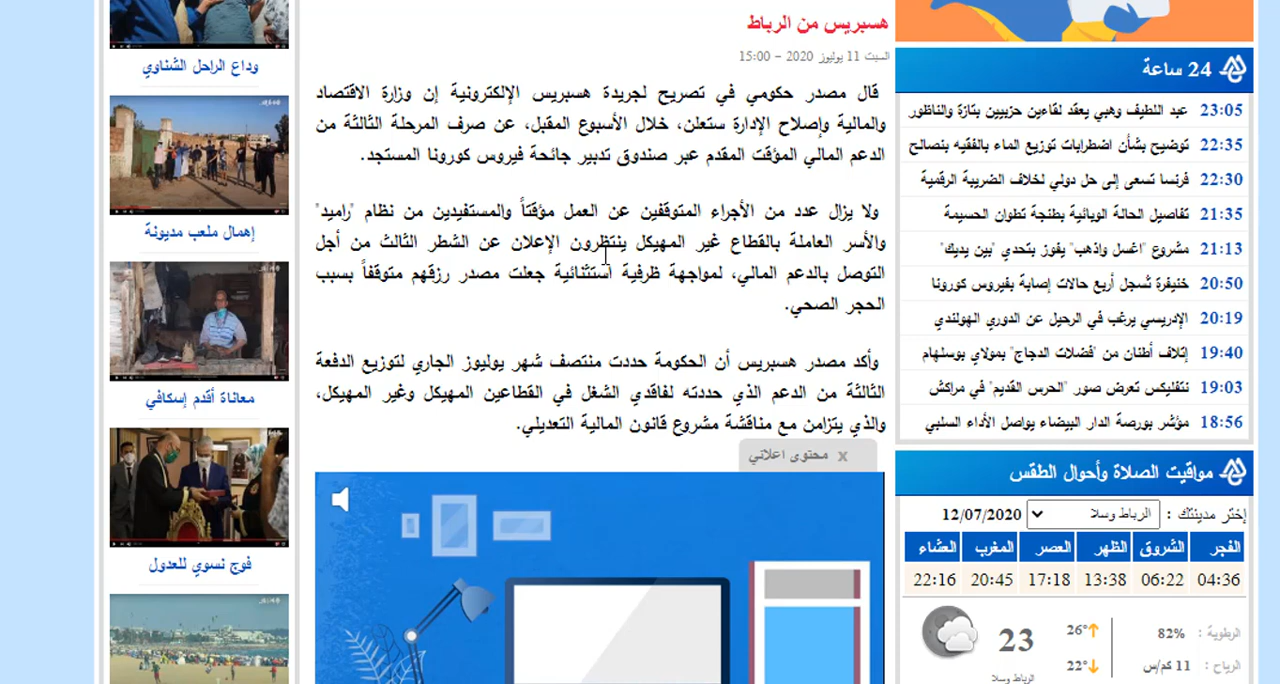 هسبريس من الرباط
السبت 11 يوليوز 2020 - 15:00
قال مصدر حكومي في تصريح لجريدة هسبريس الإلكترونية إن وزارة الاقتصاد
والمالية وإصلاح الإدارة ستعلن، خلال الأسبوع المقبل، عن صرف المرحلة الثالثة من
الدعم المالي المؤقت المقدم عبر صندوق تدبير جائحة فيروس كورونا المستجد.
ولا يزال عدد من الأجراء المتوقفين عن العمل مؤقتاً والمستفيدين من نظام "راميد"
والأسر العاملة بالقطاع غير المهيكل ينتظرون الإعلان عن الشطر الثالث من أجل
التوصل بالدعم المالي، لمواجهة ظرفية استثنائية جعلت مصدر رزقهم متوقفاً بسبب
الحجر الصحي.
وأكد مصدر هسبريس أن الحكومة حددت منتصف شهر يوليوز الجاري لتوزيع الدفعة
الثالثة من الدعم الذي حددته لفاقدي الشغل في القطاعين المهيكل وغير المهيكل،
والذي يتزامن مع مناقشة مشروع قانون المالية التعديلي.
محتوى اعلاني x
24 ساعة
23:05 عبد اللطيف وهبي يعقد لقاءين حزبيين بتازة والناظور
22:35 توضيح بشأن اضطرابات توزيع الماء بالفقيه بنصالح
22:30 فرنسا تسعى إلى حل دولي لخلاف الضريبة الرقمية
21:35 تفاصيل الحالة الوبائية بطنجة تطوان الحسيمة
21:13 مشروع "اغسل واذهب" يفوز بتحدي "بين يديك"
20:50 خنيفرة تُسجل أربع حالات إصابة بفيروس كورونا
20:19 الإدريسي يرغب في الرحيل عن الدوري الهولندي
19:40 إتلاف أطنان من "فضلات الدجاج" بمولاي بوسلهام
19:03 نتفليكس تعرض صور "الحرس القديم" في مراكش
18:56 مؤشر بورصة الدار البيضاء يواصل الأداء السلبي
مواقيت الصلاة وأحوال الطقس
إختر مدينتك : الرباط وسلا 12/07/2020
الفجر الشروق الظهر العصر المغرب العشاء
04:36 06:22 13:38 17:18 20:45 22:16
الرطوبة : 82%
الرياح : 11 كم/س
26°
22°
23
الرباط وسلا
وداع الراحل الشناوي
إهمال ملعب مديونة
معاناة أقدم إسكافي
فوج نسوي للعدول